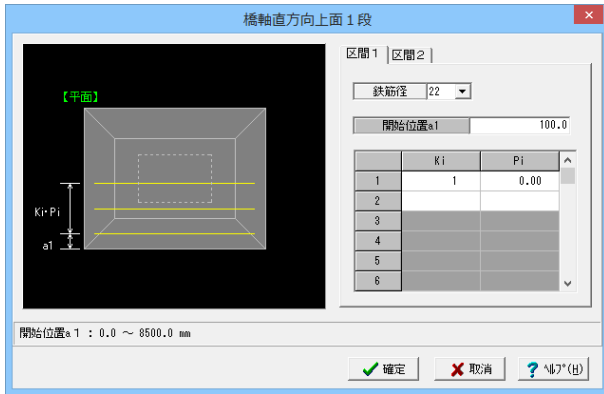 橋軸直方向上面１段
区間１ 区間２
【平面】
Ki・Pi
a1
鉄筋径 22
開始位置a1 100.0
Ki Pi
1 1 0.00
2
3
4
5
6
開始位置a１ : 0.0 ～ 8500.0 mm
確定 取消 ﾍﾙﾌﾟ(H)